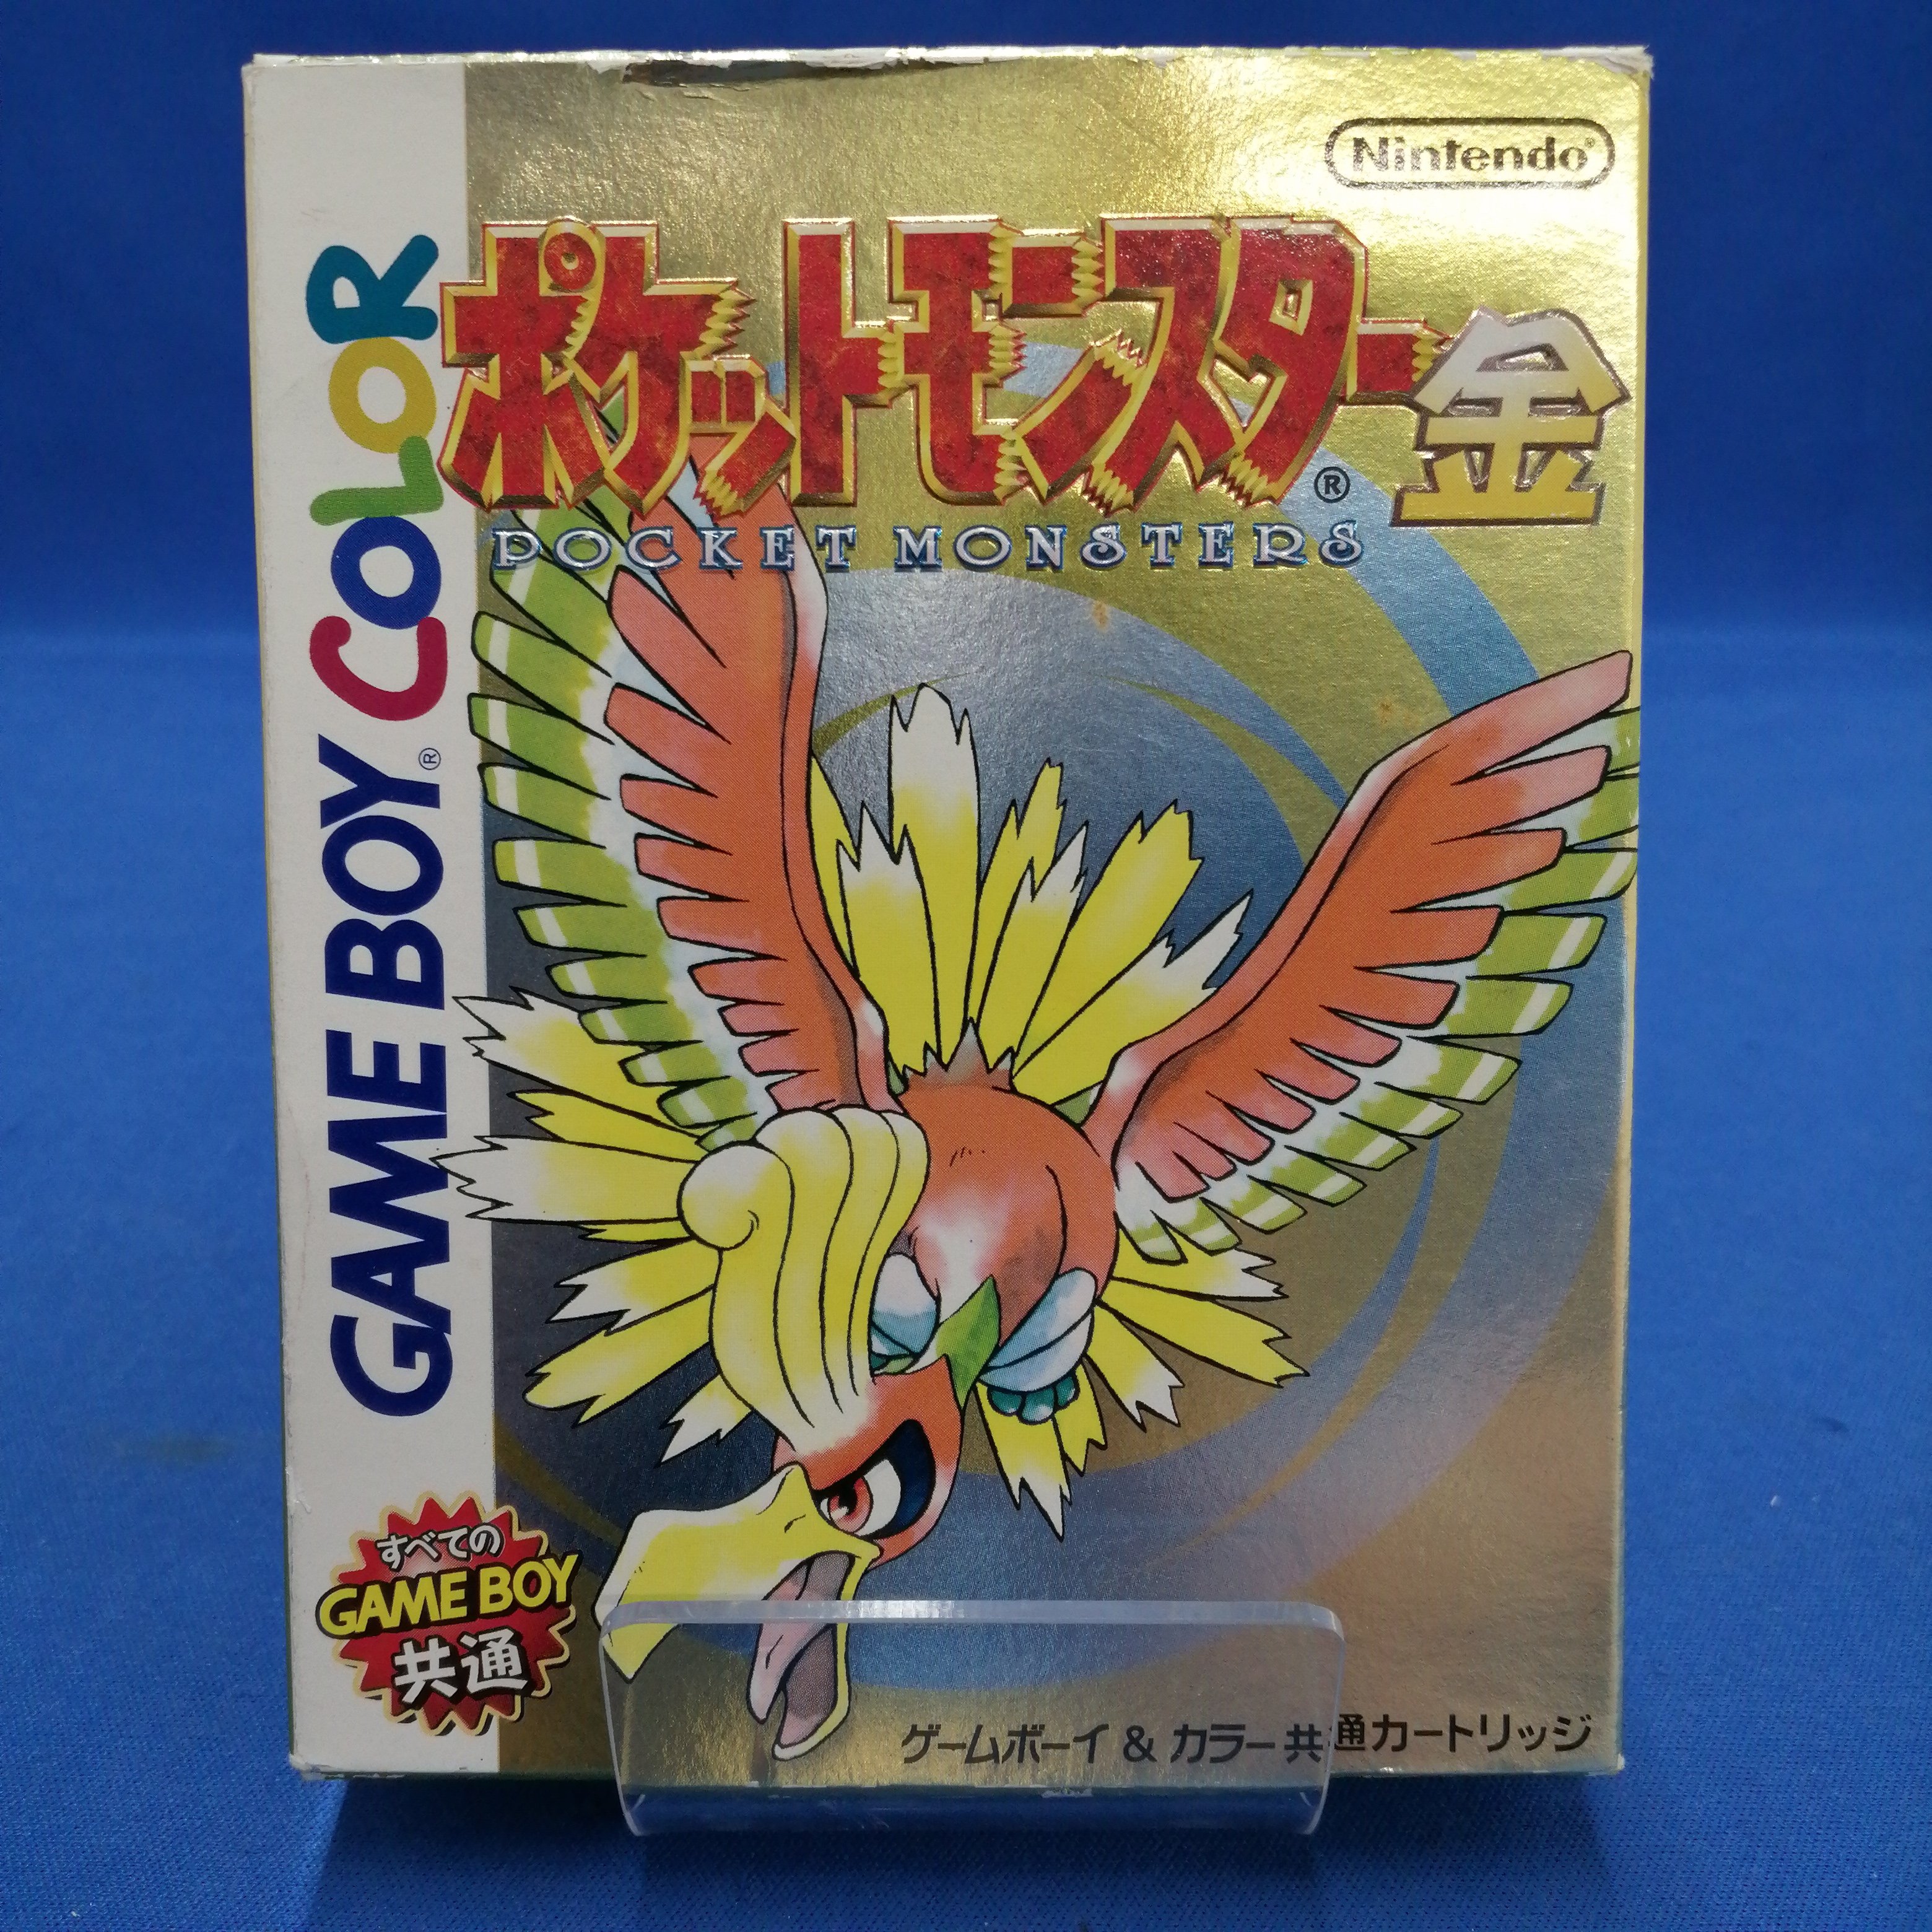 Nintendo®
ポケットモンスター金
®
POCKET MONSTERS
GAME BOY® COLOR
すべての
GAME BOY
共通
ゲームボーイ & カラー共通カートリッジ